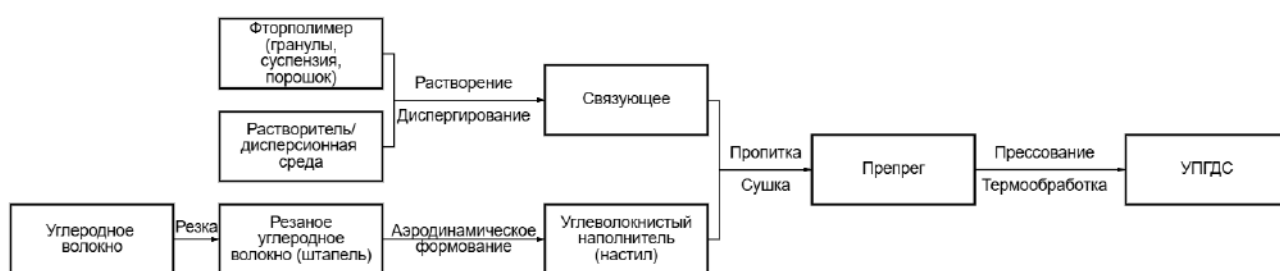 Фторполимер
(гранулы,
суспензия,
порошок)
Растворение
Диспергирование
Связующее
Растворитель/
дисперсионная
среда
Пропитка
Сушка
Препрег
Прессование
Термообработка
УПГДС
Углеродное
волокно
Резка
Резаное
углеродное
волокно (штапель)
Аэродинамическое
формование
Углеволокнистый
наполнитель
(настил)